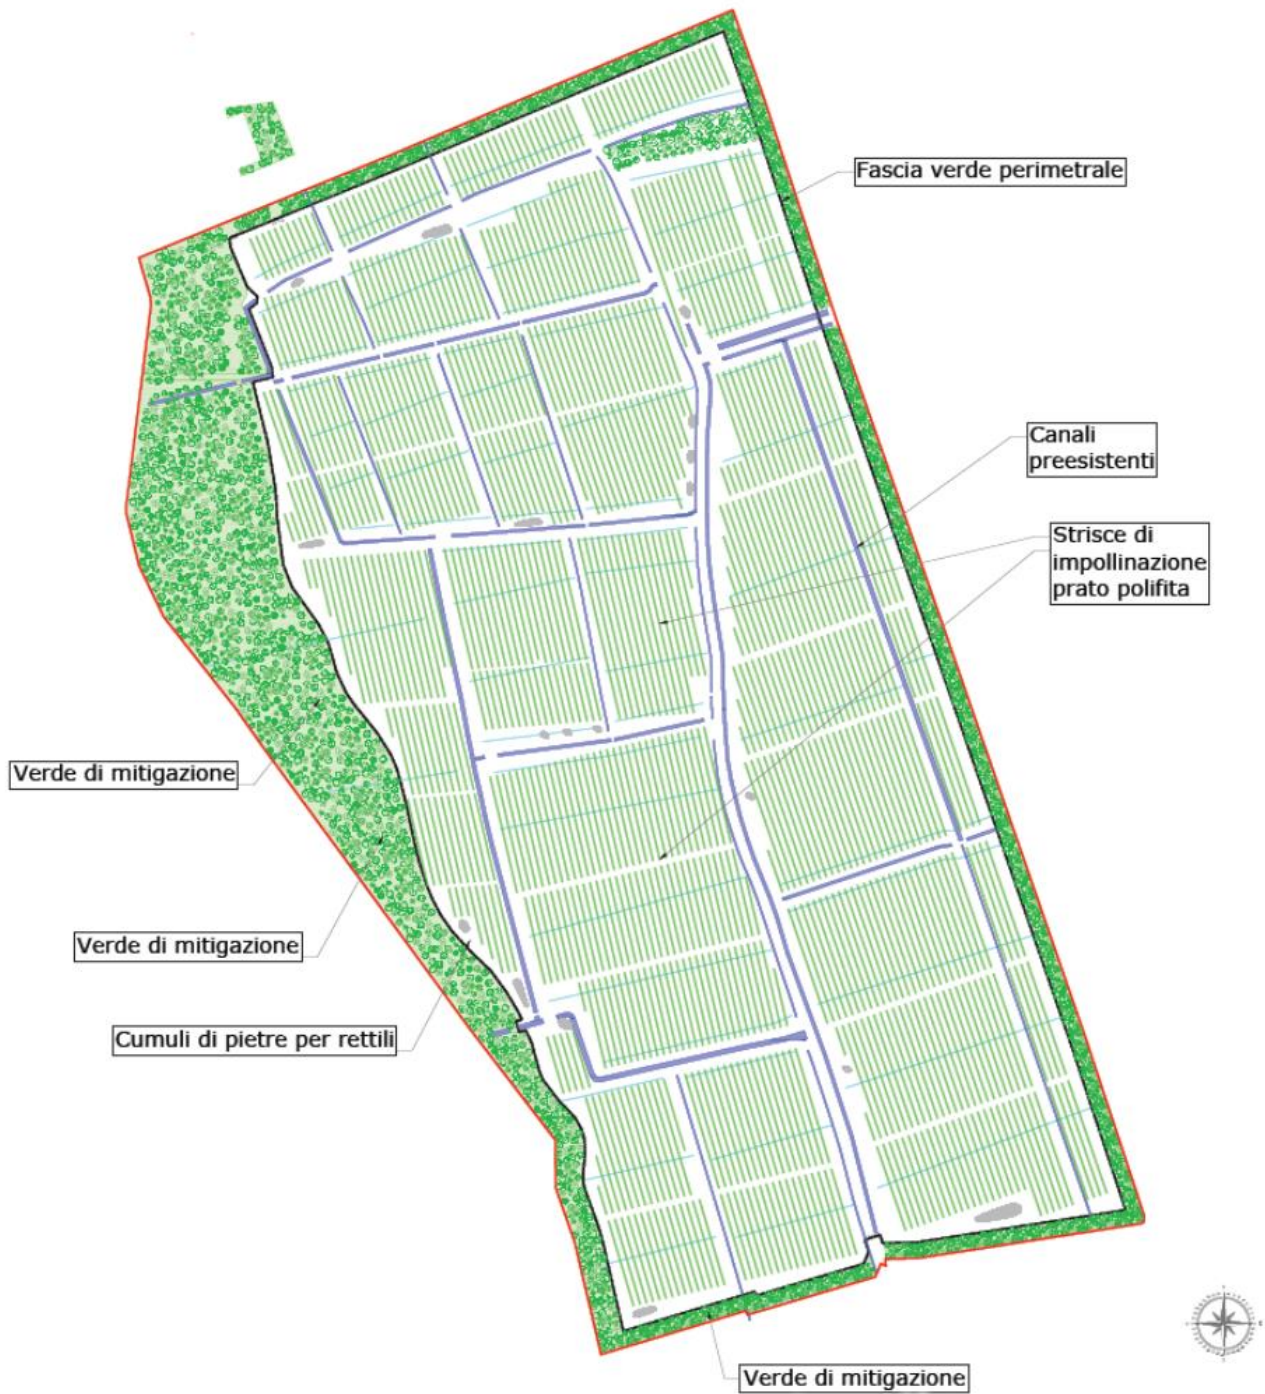 Fascia verde perimetrale
Canali
preesistenti
Strisce di
impollinazione
prato polifita
Verde di mitigazione
Verde di mitigazione
Cumuli di pietre per rettili
Verde di mitigazione